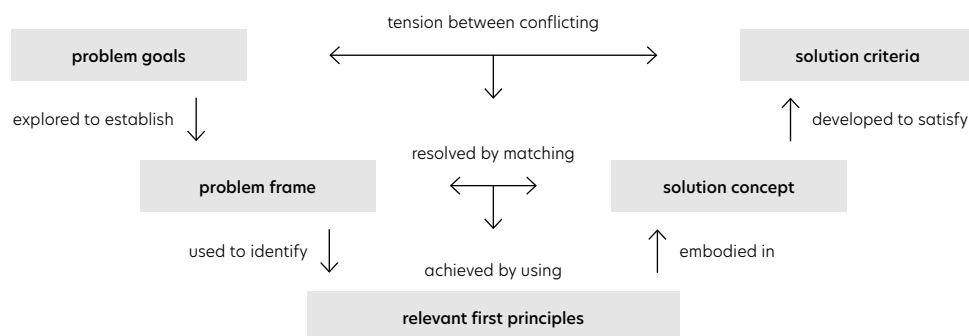 tension between conflicting
problem goals
solution criteria
explored to establish
developed to satisfy
resolved by matching
problem frame
solution concept
used to identify
embodied in
achieved by using
relevant first principles